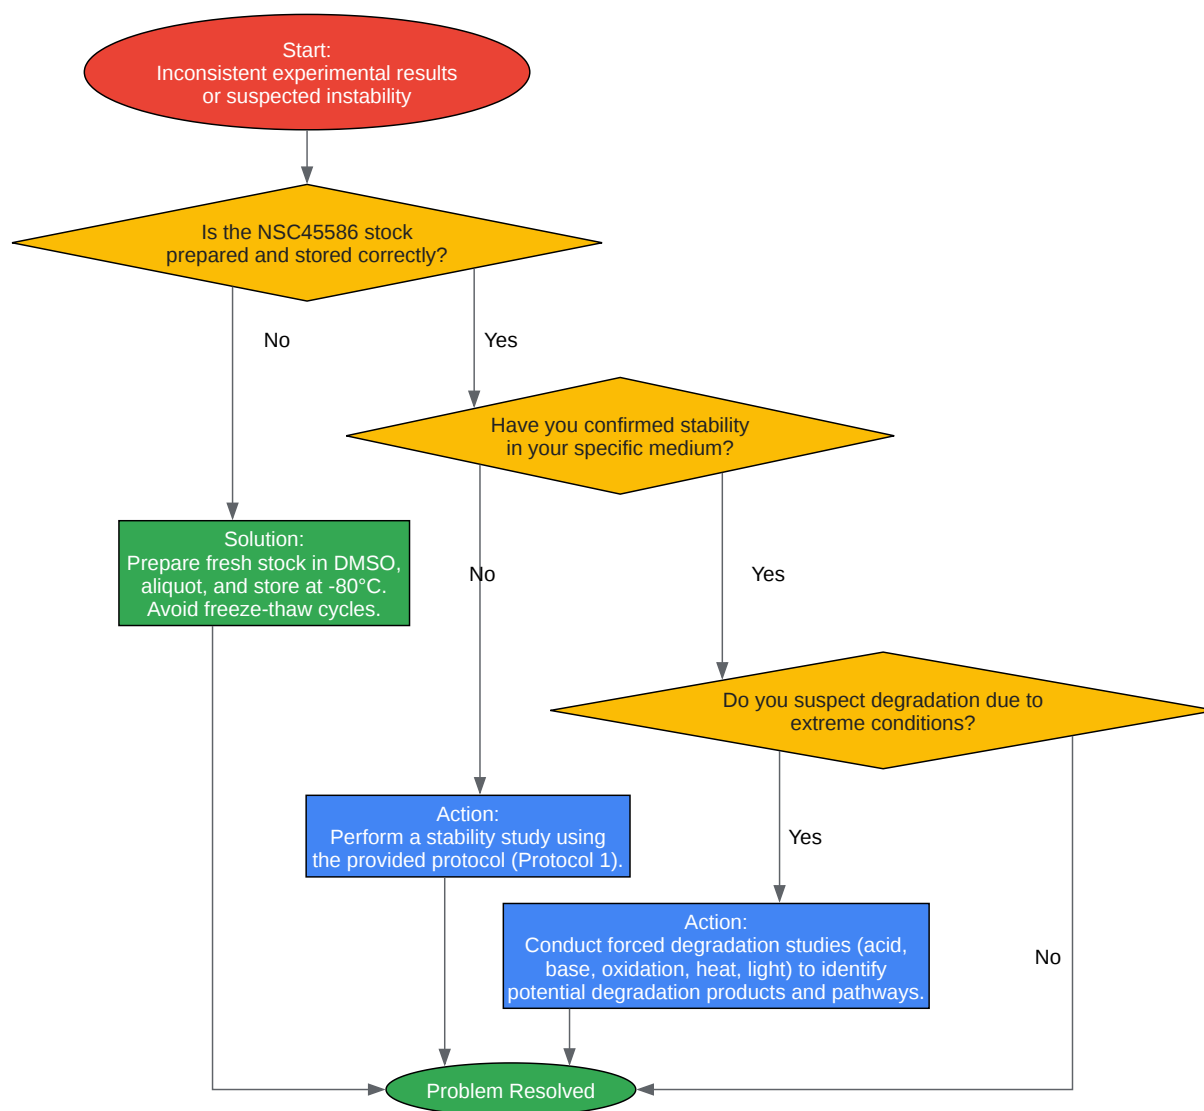 Start:
Inconsistent experimental results
or suspected instability
Is the NSC45586 stock
prepared and stored correctly?
No
Yes
Have you confirmed stability
in your specific medium?
Solution:
Prepare fresh stock in DMSO,
aliquot, and store at -80°C.
Avoid freeze-thaw cycles.
No
Yes
Do you suspect degradation due to
extreme conditions?
Action:
Perform a stability study using
the provided protocol (Protocol 1).
Yes
Action:
Conduct forced degradation studies (acid,
base, oxidation, heat, light) to identify
potential degradation products and pathways.
No
Problem Resolved